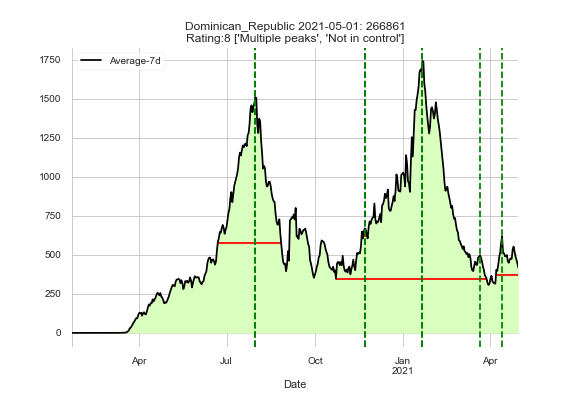 Dominican_Republic 2021-05-01: 266861
Rating:8 ['Multiple peaks', 'Not in control']
Average-7d
1750
1500
1250
1000
750
500
250
0
Apr Jul Oct Jan Apr
2021
Date